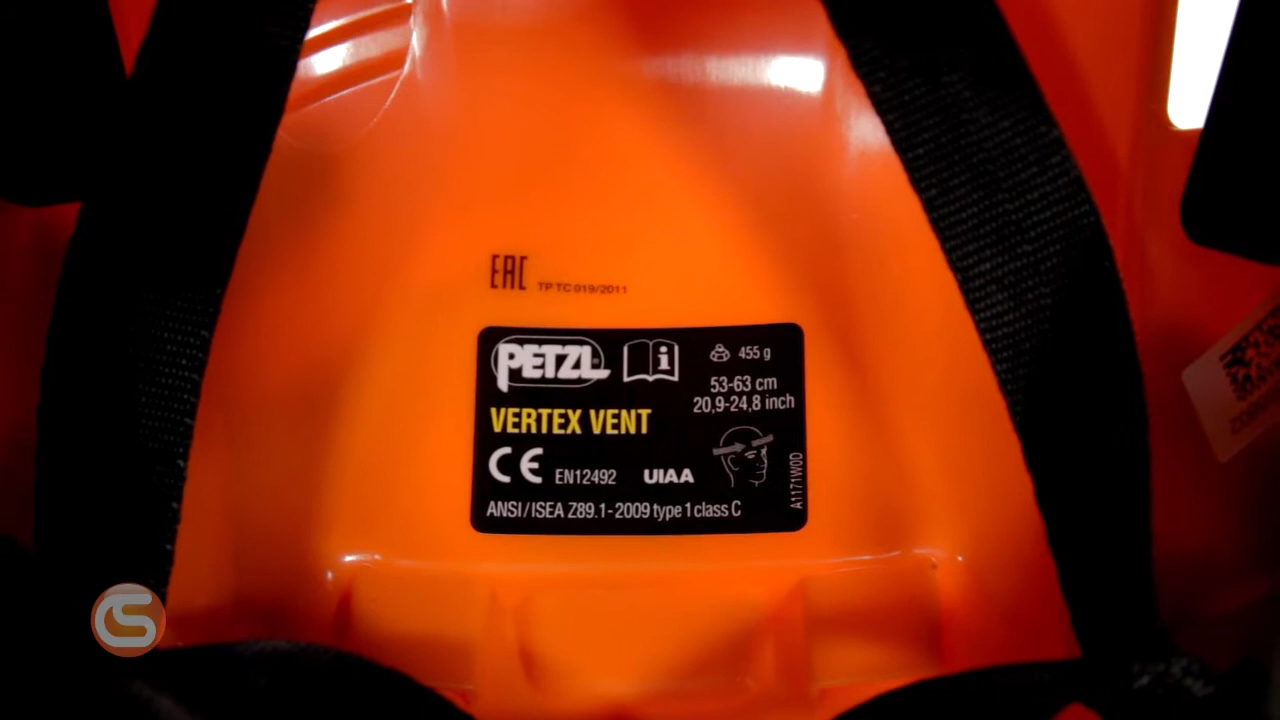 EAC
TP TC 019/2011
PETZL
i
455 g
53-63 cm
20,9-24,8 inch
VERTEX VENT
CE
EN12492
UIAA
A1171W0D
ANSI/ISEA Z89.1-2009 type 1 class C